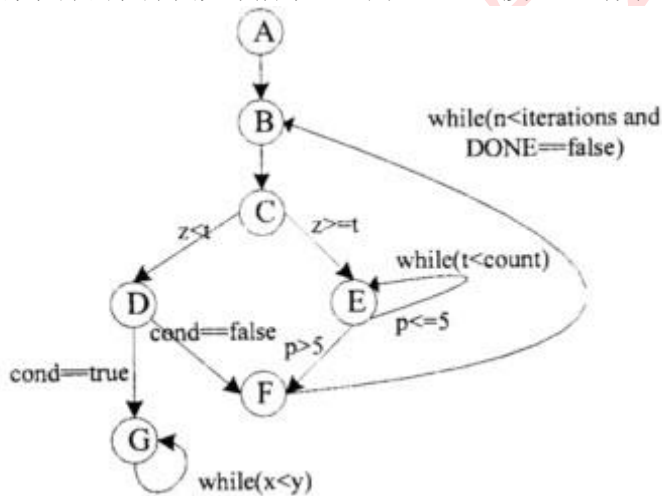 A
B
while(n<iterations and
DONE==false)
C
z<t
z>=t
while(t<count)
D
E
cond==false
p>5
p<=5
cond==true
F
G
while(x<y)